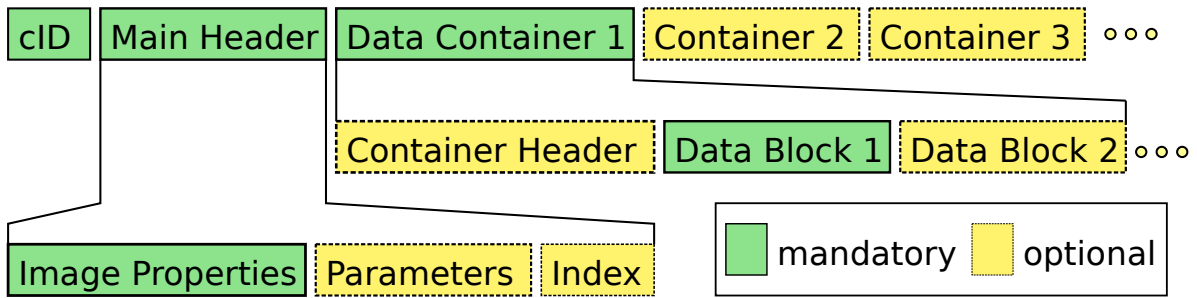 cID Main Header Data Container 1 Container 2 Container 3
Container Header Data Block 1 Data Block 2
mandatory optional
Image Properties Parameters Index